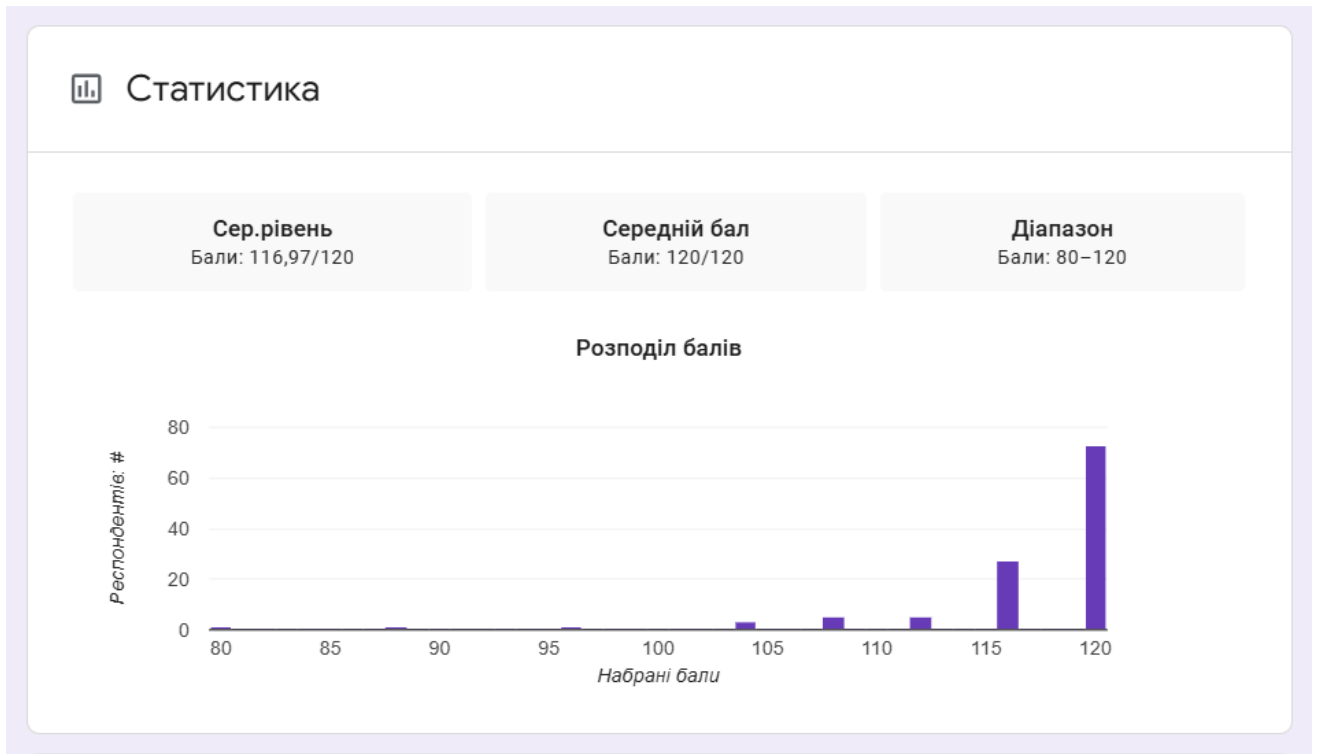 Статистика
Сер.рівень
Бали: 116,97/120
Середній бал
Бали: 120/120
Діапазон
Бали: 80–120
Розподіл балів
Респондентів: #
80
60
40
20
0
80 85 90 95 100 105 110 115 120
Набрані бали